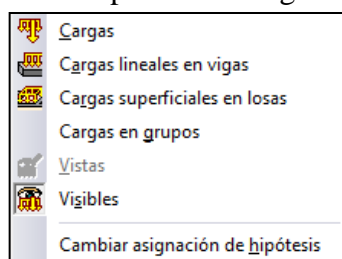 Cargas
Cargas lineales en vigas
Cargas superficiales en losas
Cargas en grupos
Vistas
Visibles
Cambiar asignación de hipótesis